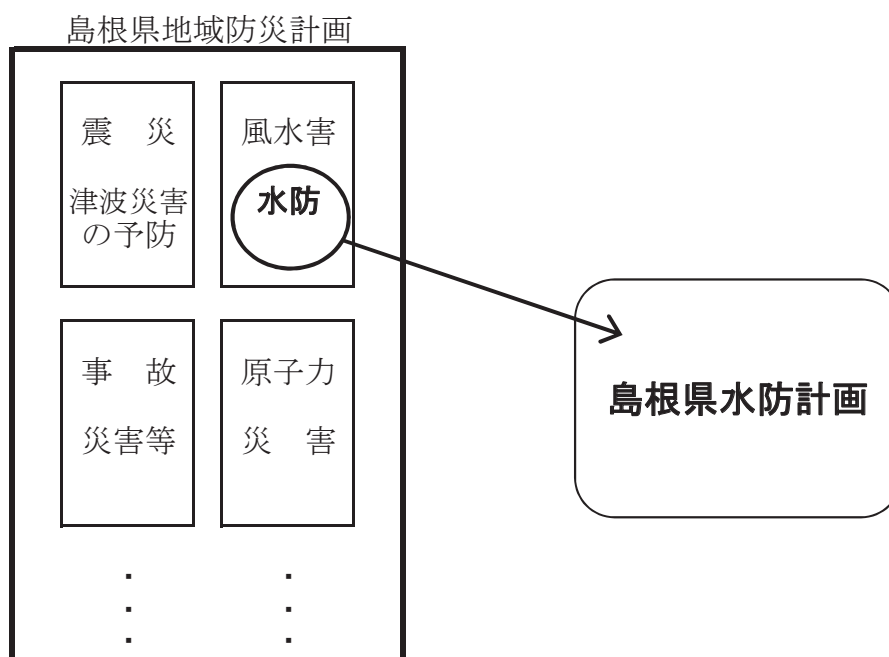 島根県地域防災計画
震　災
津波災害
の予防
風水害
水防
事　故
災害等
原子力
災　害
・
・
・
・
・
・
島根県水防計画